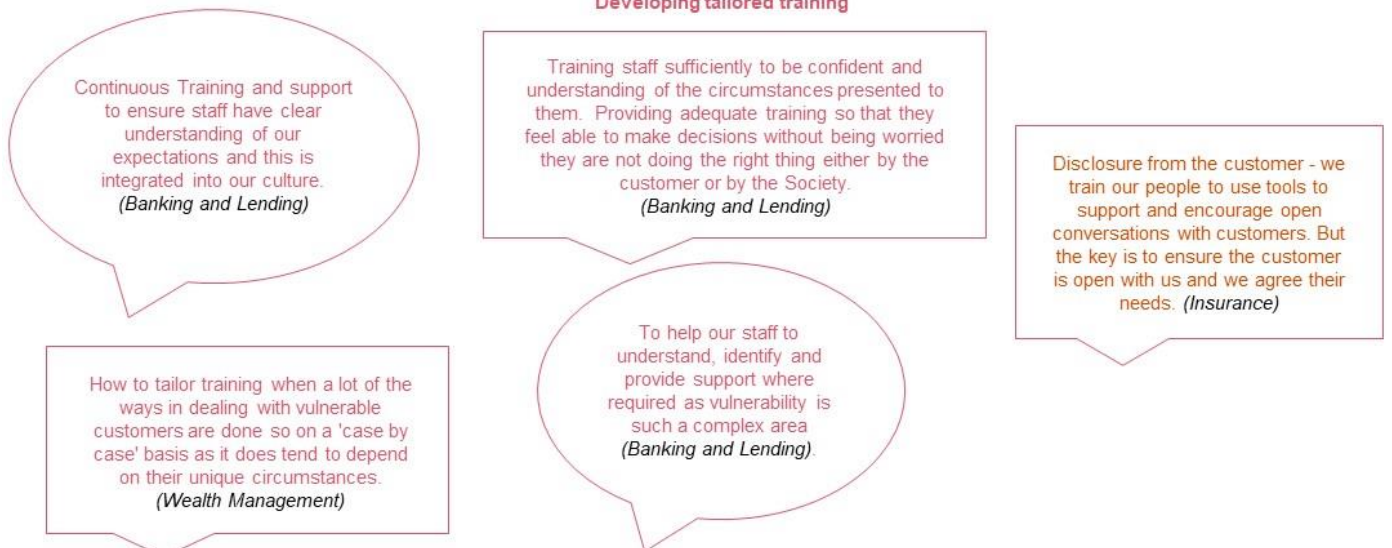 Developing tailored training
Continuous Training and support
to ensure staff have clear
understanding of our
expectations and this is
integrated into our culture.
(Banking and Lending)
Training staff sufficiently to be confident and
understanding of the circumstances presented to
them. Providing adequate training so that they
feel able to make decisions without being worried
they are not doing the right thing either by the
customer or by the Society.
(Banking and Lending)
Disclosure from the customer - we
train our people to use tools to
support and encourage open
conversations with customers. But
the key is to ensure the customer
is open with us and we agree their
needs. (Insurance)
How to tailor training when a lot of the
ways in dealing with vulnerable
customers are done so on a 'case by
case' basis as it does tend to depend
on their unique circumstances.
(Wealth Management)
To help our staff to
understand, identify and
provide support where
required as vulnerability is
such a complex area
(Banking and Lending).